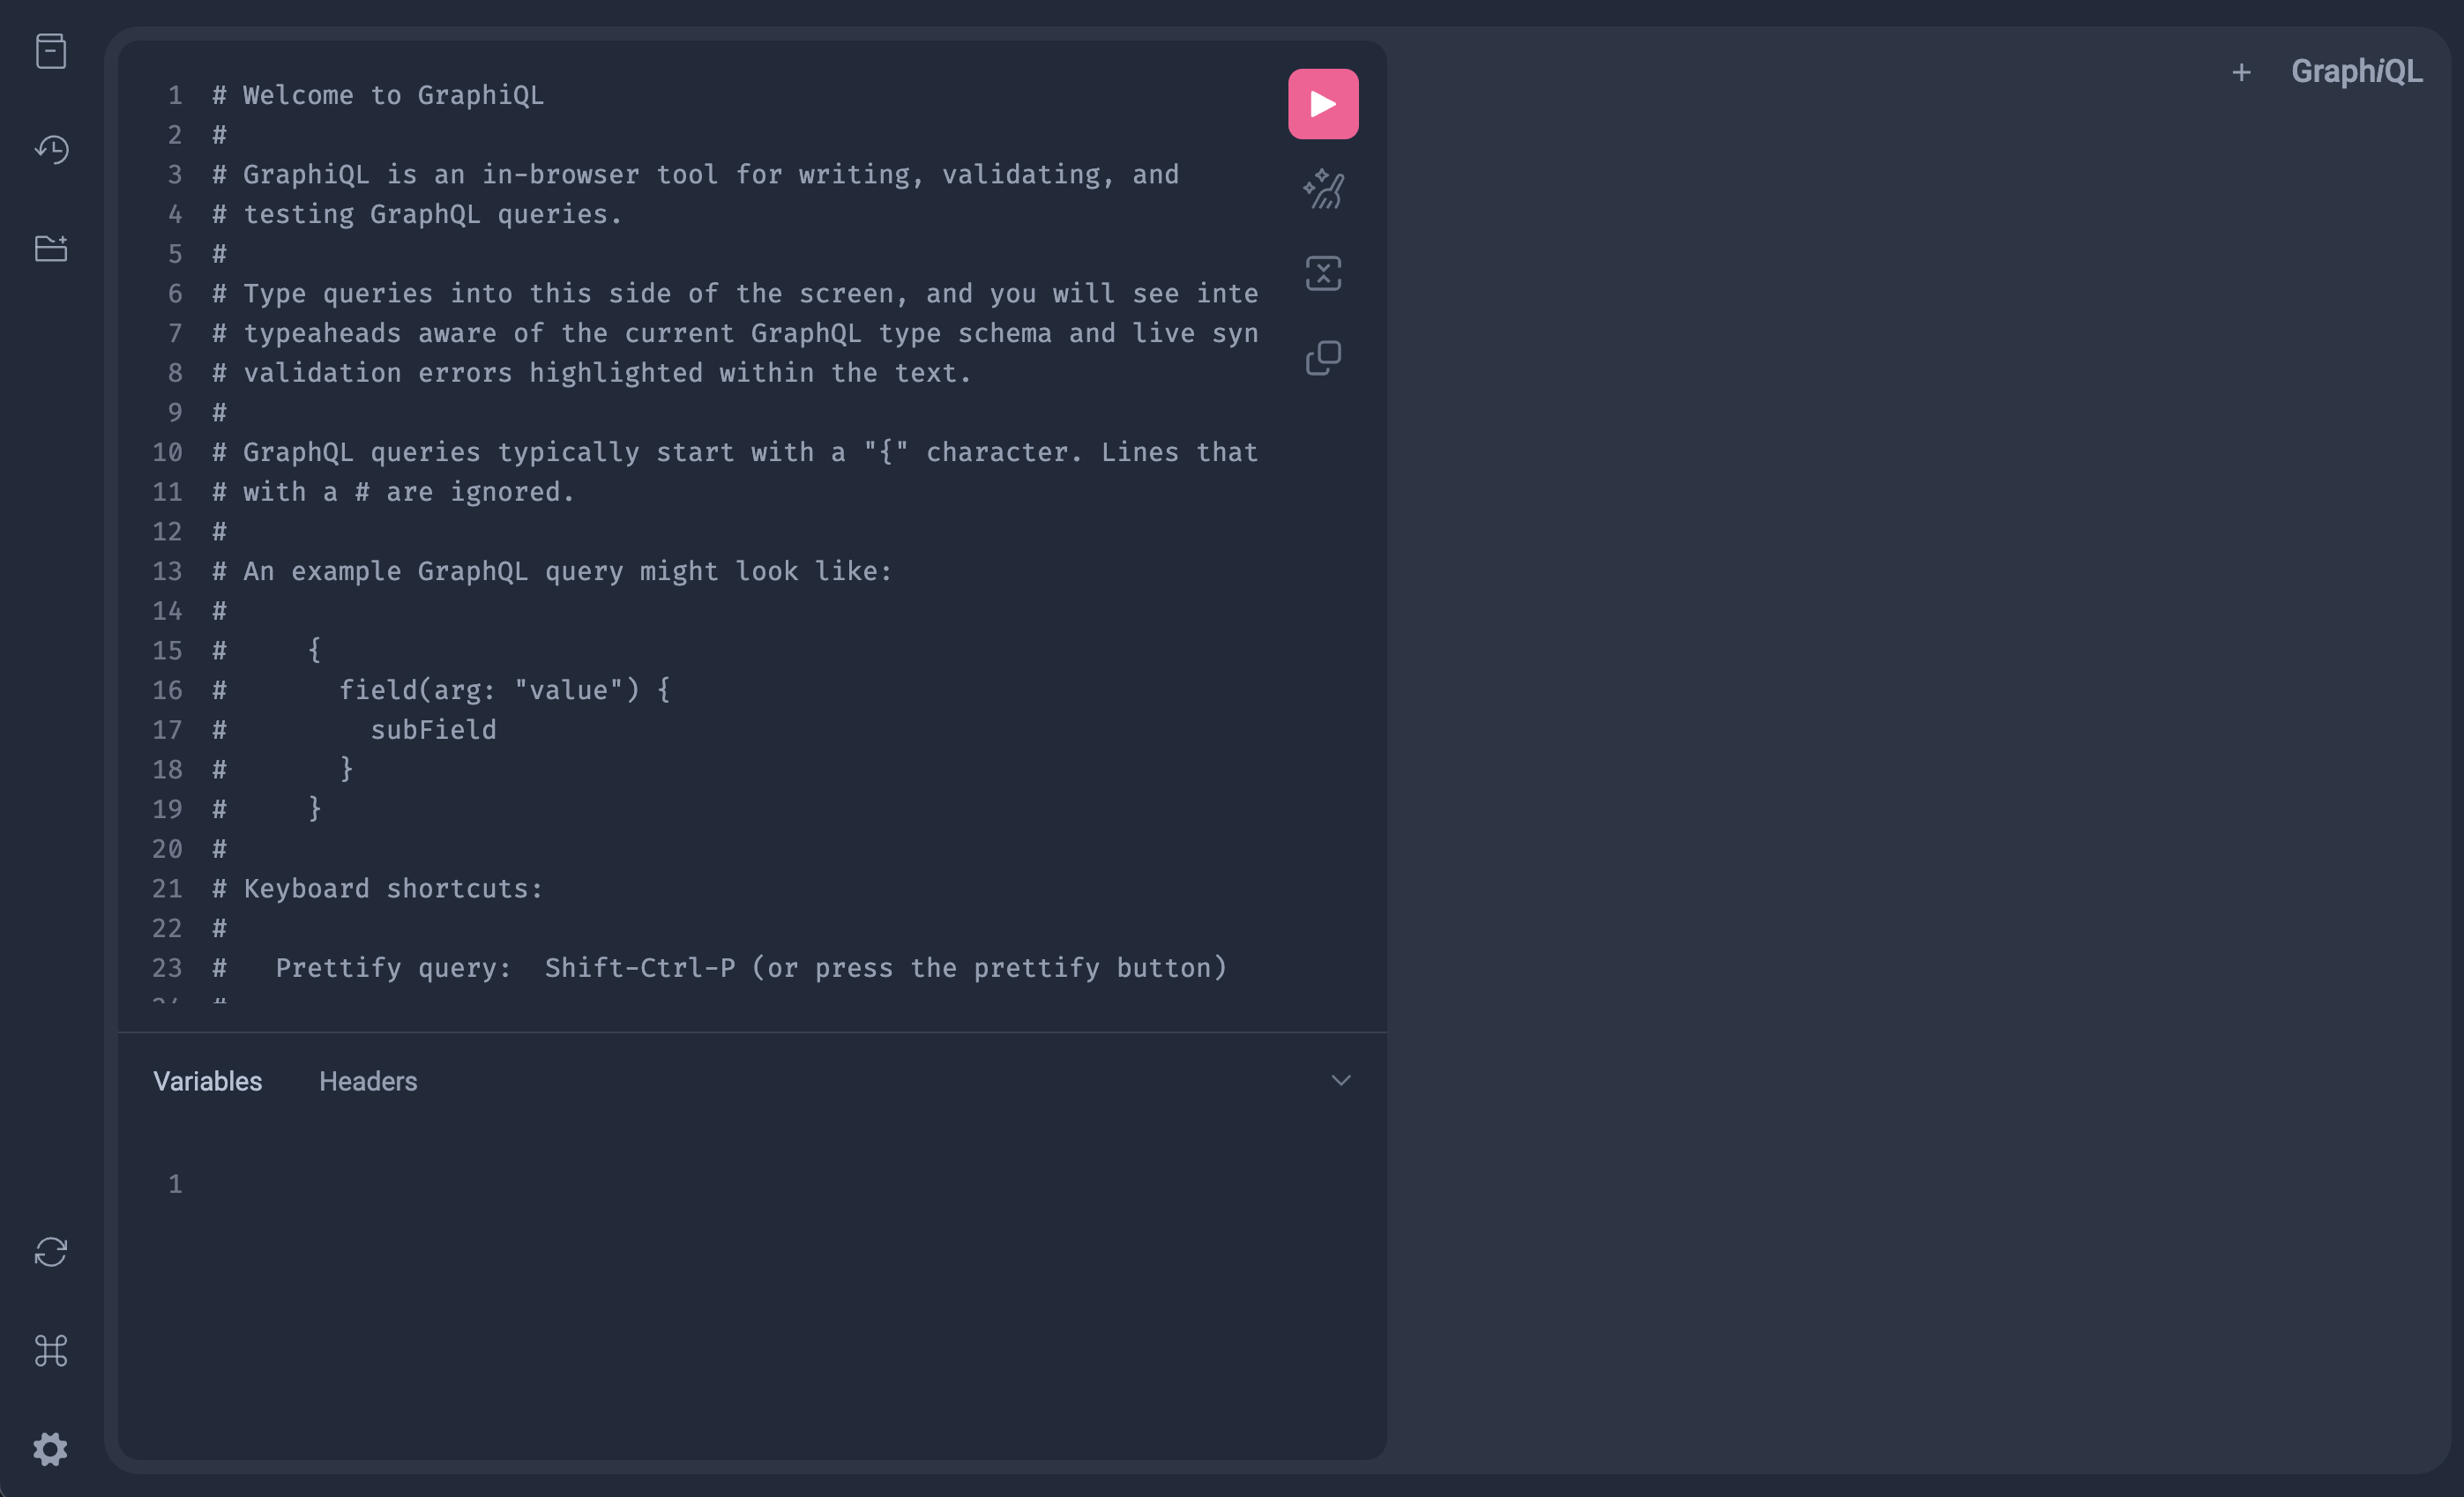 1 # Welcome to GraphiQL
2 #
3 # GraphiQL is an in-browser tool for writing, validating, and
4 # testing GraphQL queries.
5 #
6 # Type queries into this side of the screen, and you will see inte
7 # typeaheads aware of the current GraphQL type schema and live syn
8 # validation errors highlighted within the text.
9 #
10 # GraphQL queries typically start with a "{" character. Lines that
11 # with a # are ignored.
12 #
13 # An example GraphQL query might look like:
14 #
15 #     {
16 #       field(arg: "value") {
17 #         subField
18 #       }
19 #     }
20 #
21 # Keyboard shortcuts:
22 #
23 #   Prettify query:  Shift-Ctrl-P (or press the prettify button)
+ GraphiQL
Variables Headers
1